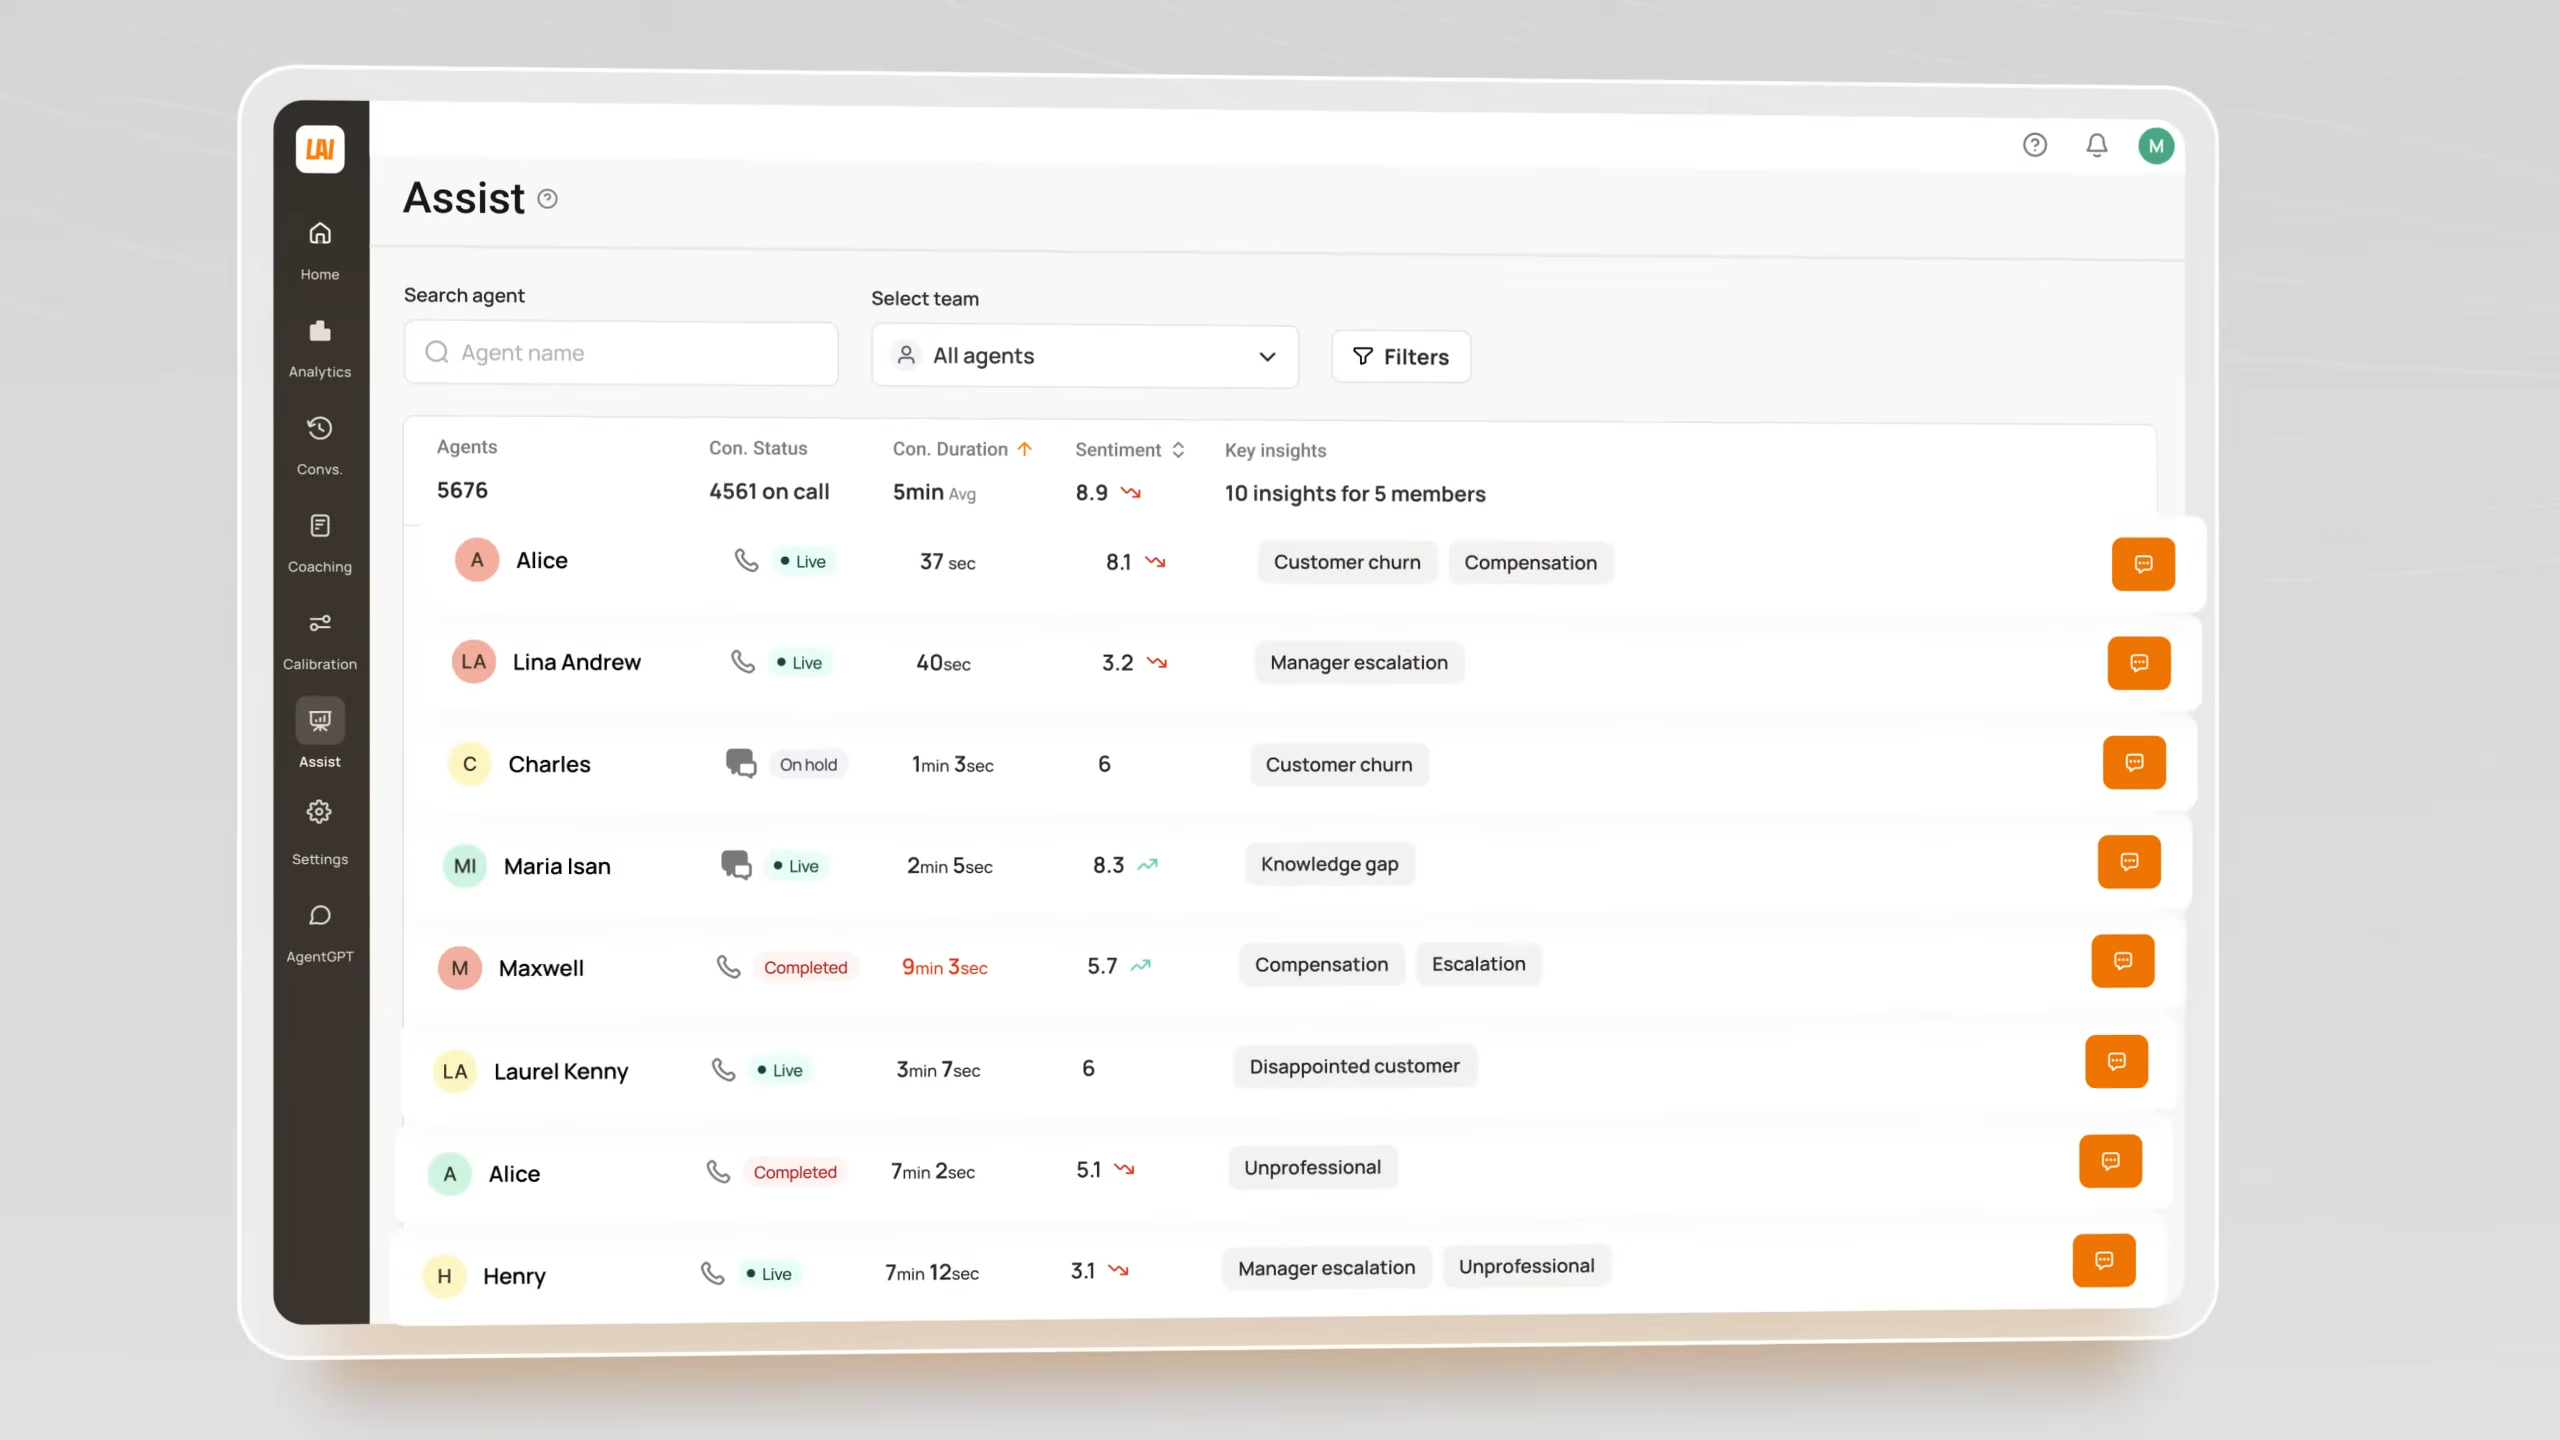 LAI
M
Home
Analytics
Convs.
Coaching
Calibration
Assist
Settings
AgentGPT
Assist
Search agent
Select team
Agent name
All agents
Filters
Agents Con. Status Con. Duration Sentiment Key insights
5676 4561 on call 5min Avg 8.9 10 insights for 5 members
A Alice Live 37 sec 8.1 Customer churn Compensation
LA Lina Andrew Live 40sec 3.2 Manager escalation
C Charles On hold 1min 3sec 6 Customer churn
MI Maria Isan Live 2min 5sec 8.3 Knowledge gap
M Maxwell Completed 9min 3sec 5.7 Compensation Escalation
LA Laurel Kenny Live 3min 7sec 6 Disappointed customer
A Alice Completed 7min 2sec 5.1 Unprofessional
H Henry Live 7min 12sec 3.1 Manager escalation Unprofessional